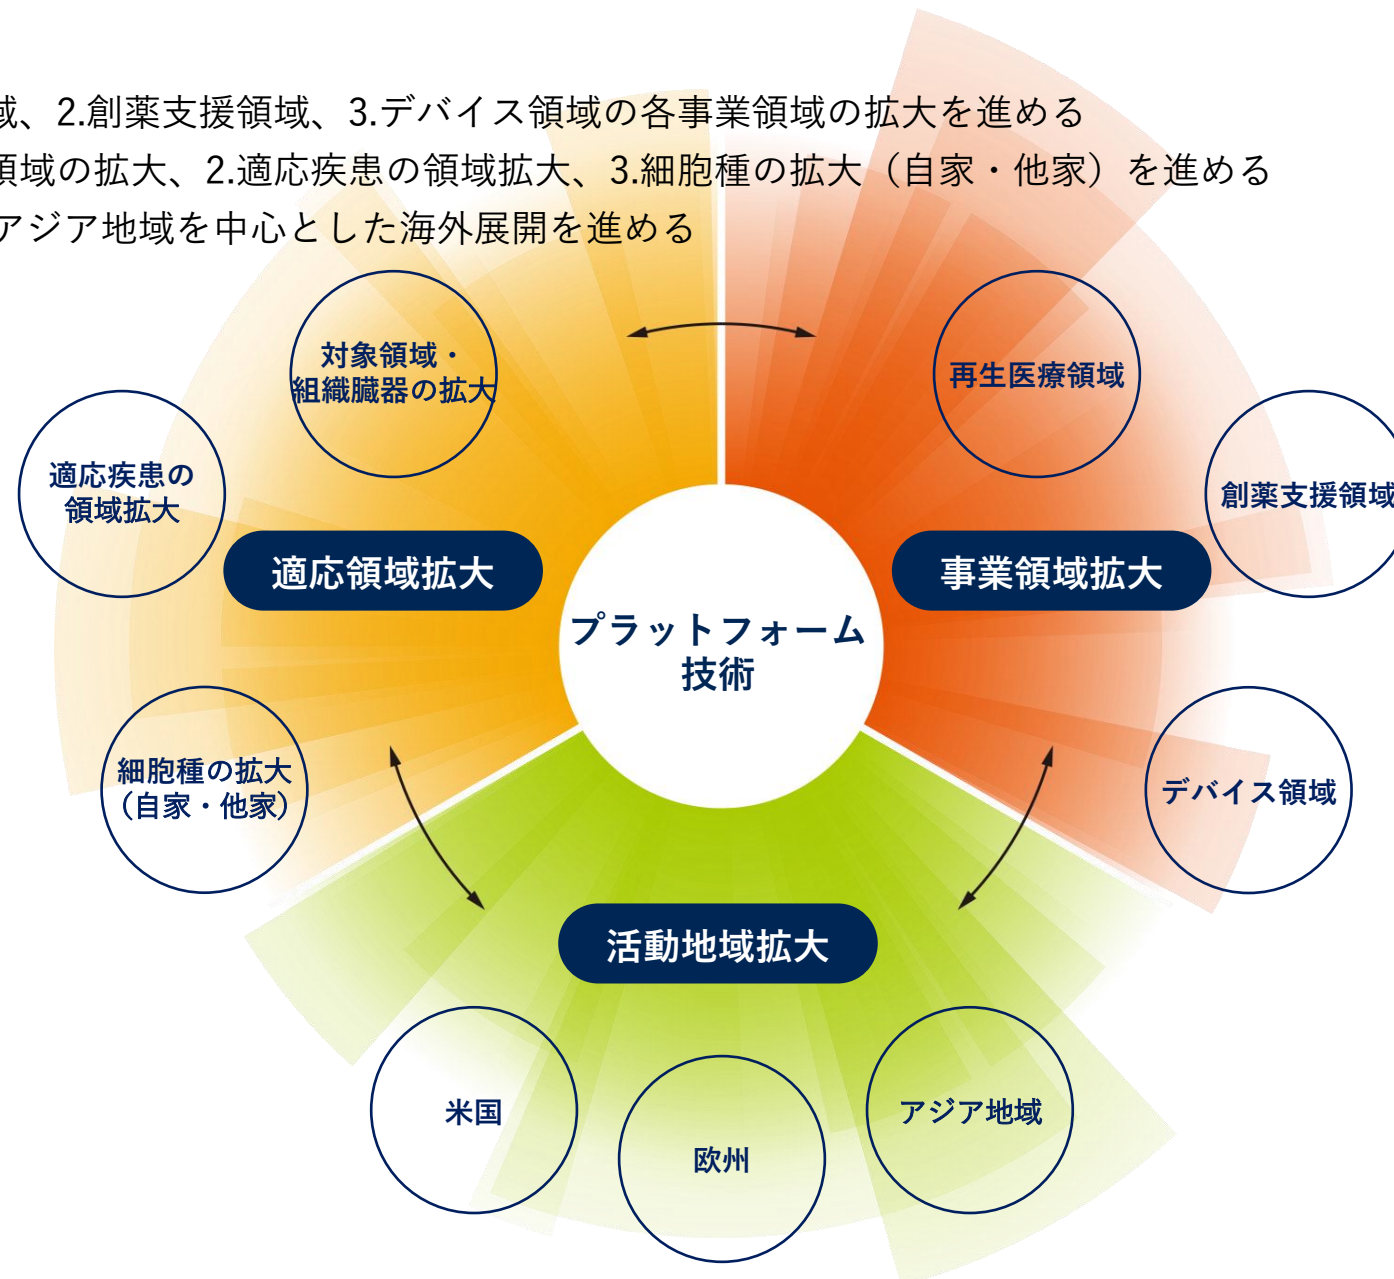 域、2.創薬支援領域、3.デバイス領域の各事業領域の拡大を進める
領域の拡大、2.適応疾患の領域拡大、3.細胞種の拡大（自家・他家）を進める
アジア地域を中心とした海外展開を進める
対象領域・
組織臓器の拡大
再生医療領域
適応疾患の
領域拡大
創薬支援領域
適応領域拡大
事業領域拡大
プラットフォーム
技術
細胞種の拡大
（自家・他家）
デバイス領域
活動地域拡大
米国
欧州
アジア地域